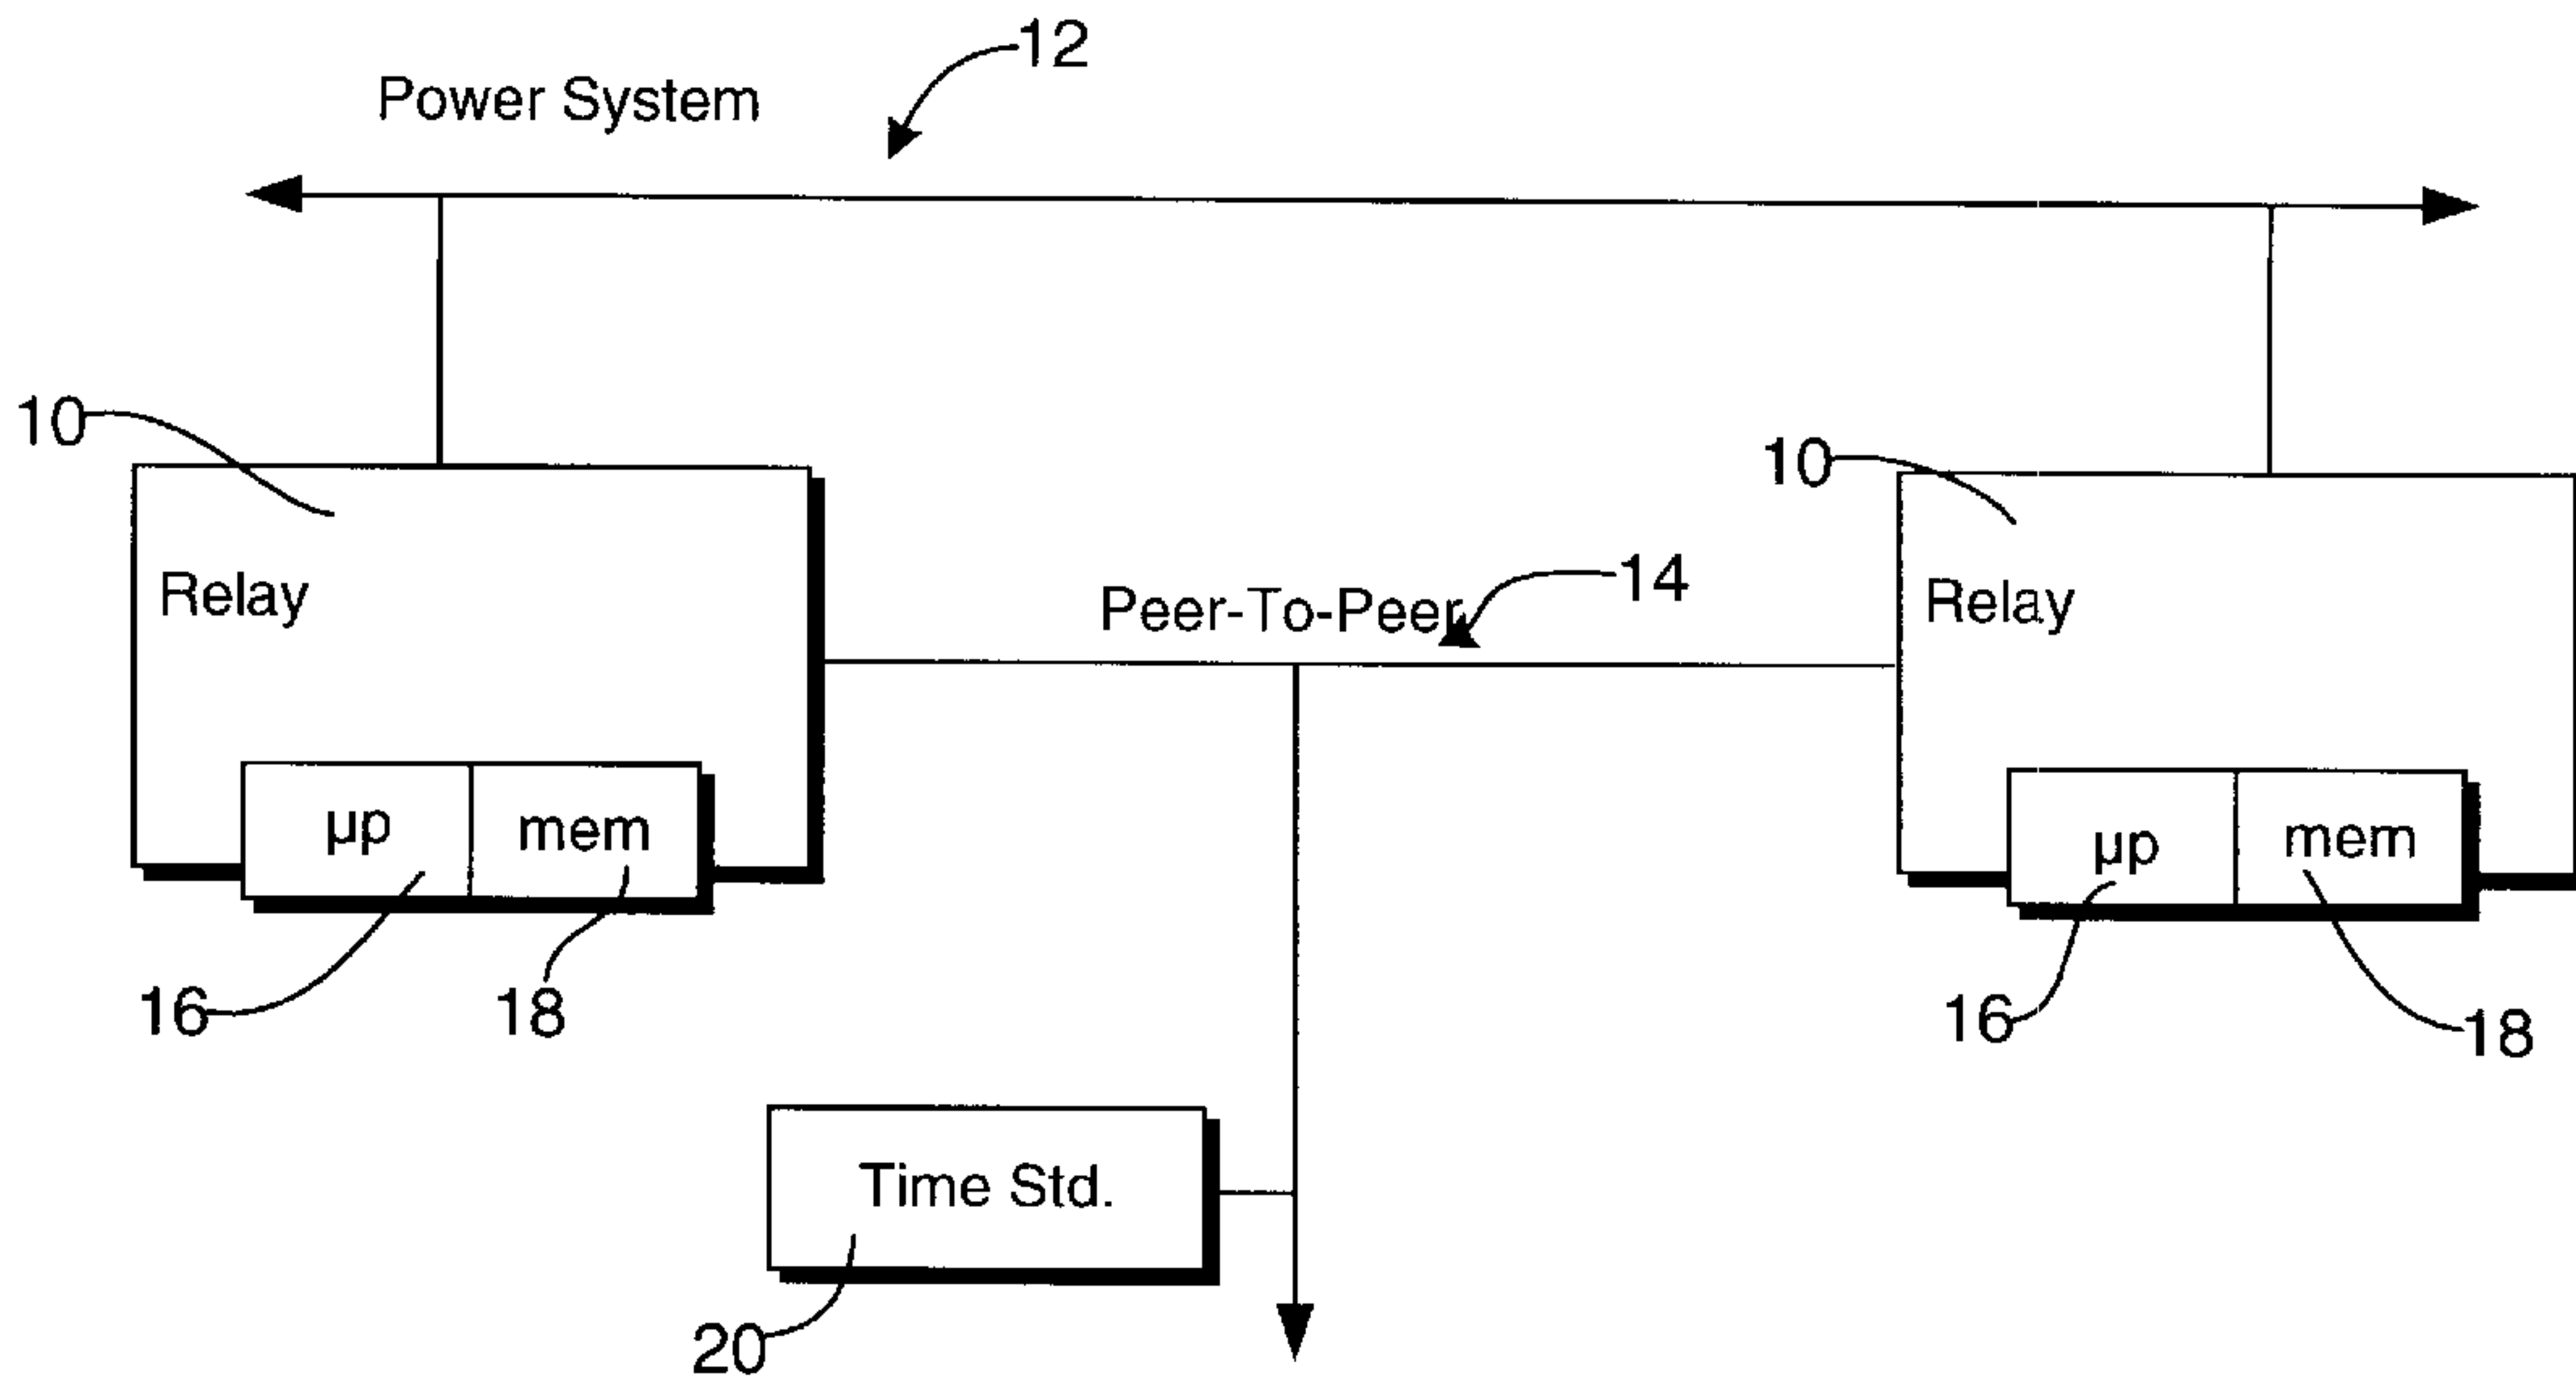 12
Power System
10
10
Relay
Peer-To-Peer
14
Relay
µp
mem
µp
mem
16
18
16
18
Time Std.
20